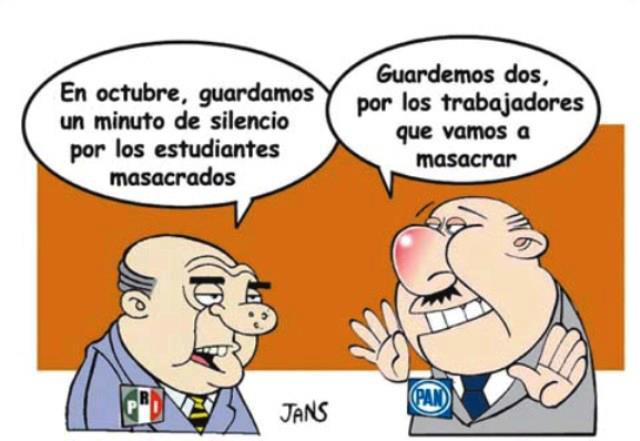 En octubre, guardamos
un minuto de silencio
por los estudiantes
masacrados
Guardemos dos,
por los trabajadores
que vamos a
masacrar
PRI
JANS
PAN